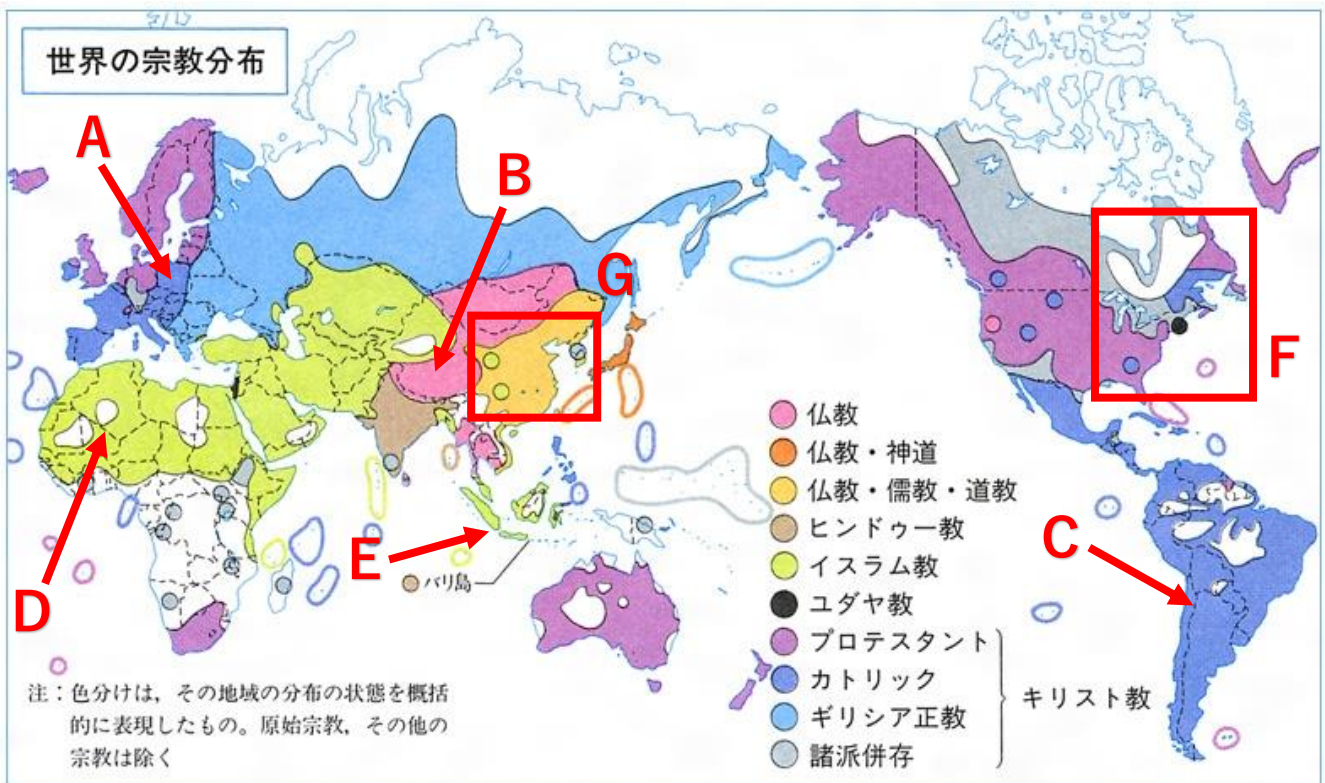 世界の宗教分布
A
B
G
F
C
D
E
バリ島
仏教
仏教・神道
仏教・儒教・道教
ヒンドゥー教
イスラム教
ユダヤ教
プロテスタント
カトリック
ギリシア正教
諸派併存
キリスト教
注：色分けは，その地域の分布の状態を概括
的に表現したもの。原始宗教，その他の
宗教は除く